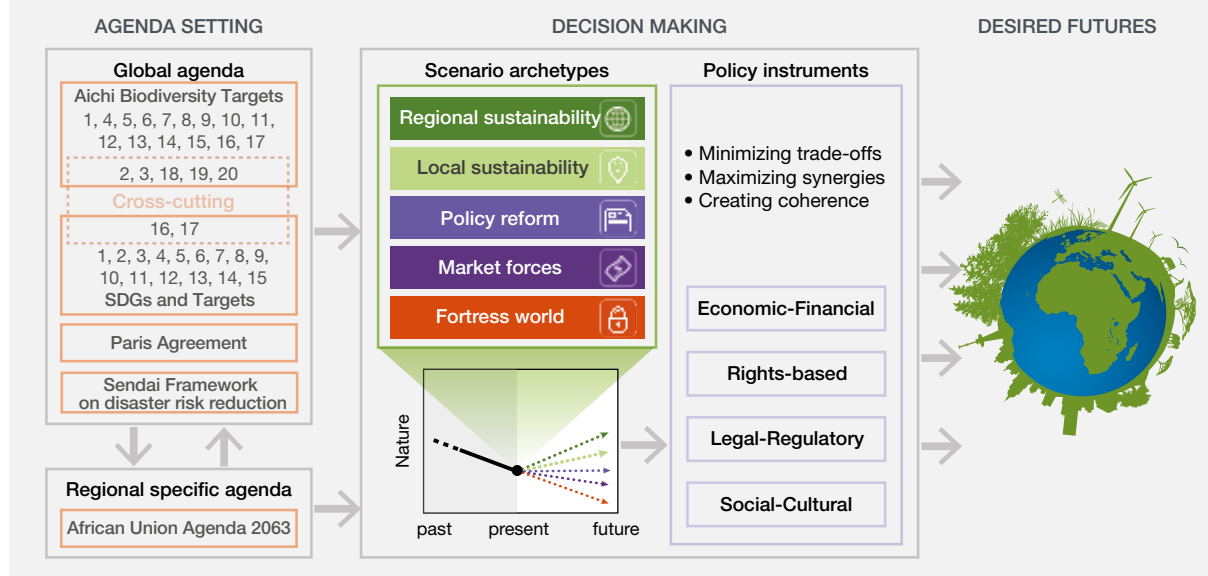 AGENDA SETTING
DECISION MAKING
DESIRED FUTURES
Global agenda
Aichi Biodiversity Targets
1, 4, 5, 6, 7, 8, 9, 10, 11,
12, 13, 14, 15, 16, 17
2, 3, 18, 19, 20
Cross-cutting
16, 17
1, 2, 3, 4, 5, 6, 7, 8, 9,
10, 11, 12, 13, 14, 15
SDGs and Targets
Paris Agreement
Sendai Framework
on disaster risk reduction
Regional specific agenda
African Union Agenda 2063
Scenario archetypes
Regional sustainability
Local sustainability
Policy reform
Market forces
Fortress world
Nature
past
present
future
Policy instruments
• Minimizing trade-offs
• Maximizing synergies
• Creating coherence
Economic-Financial
Rights-based
Legal-Regulatory
Social-Cultural